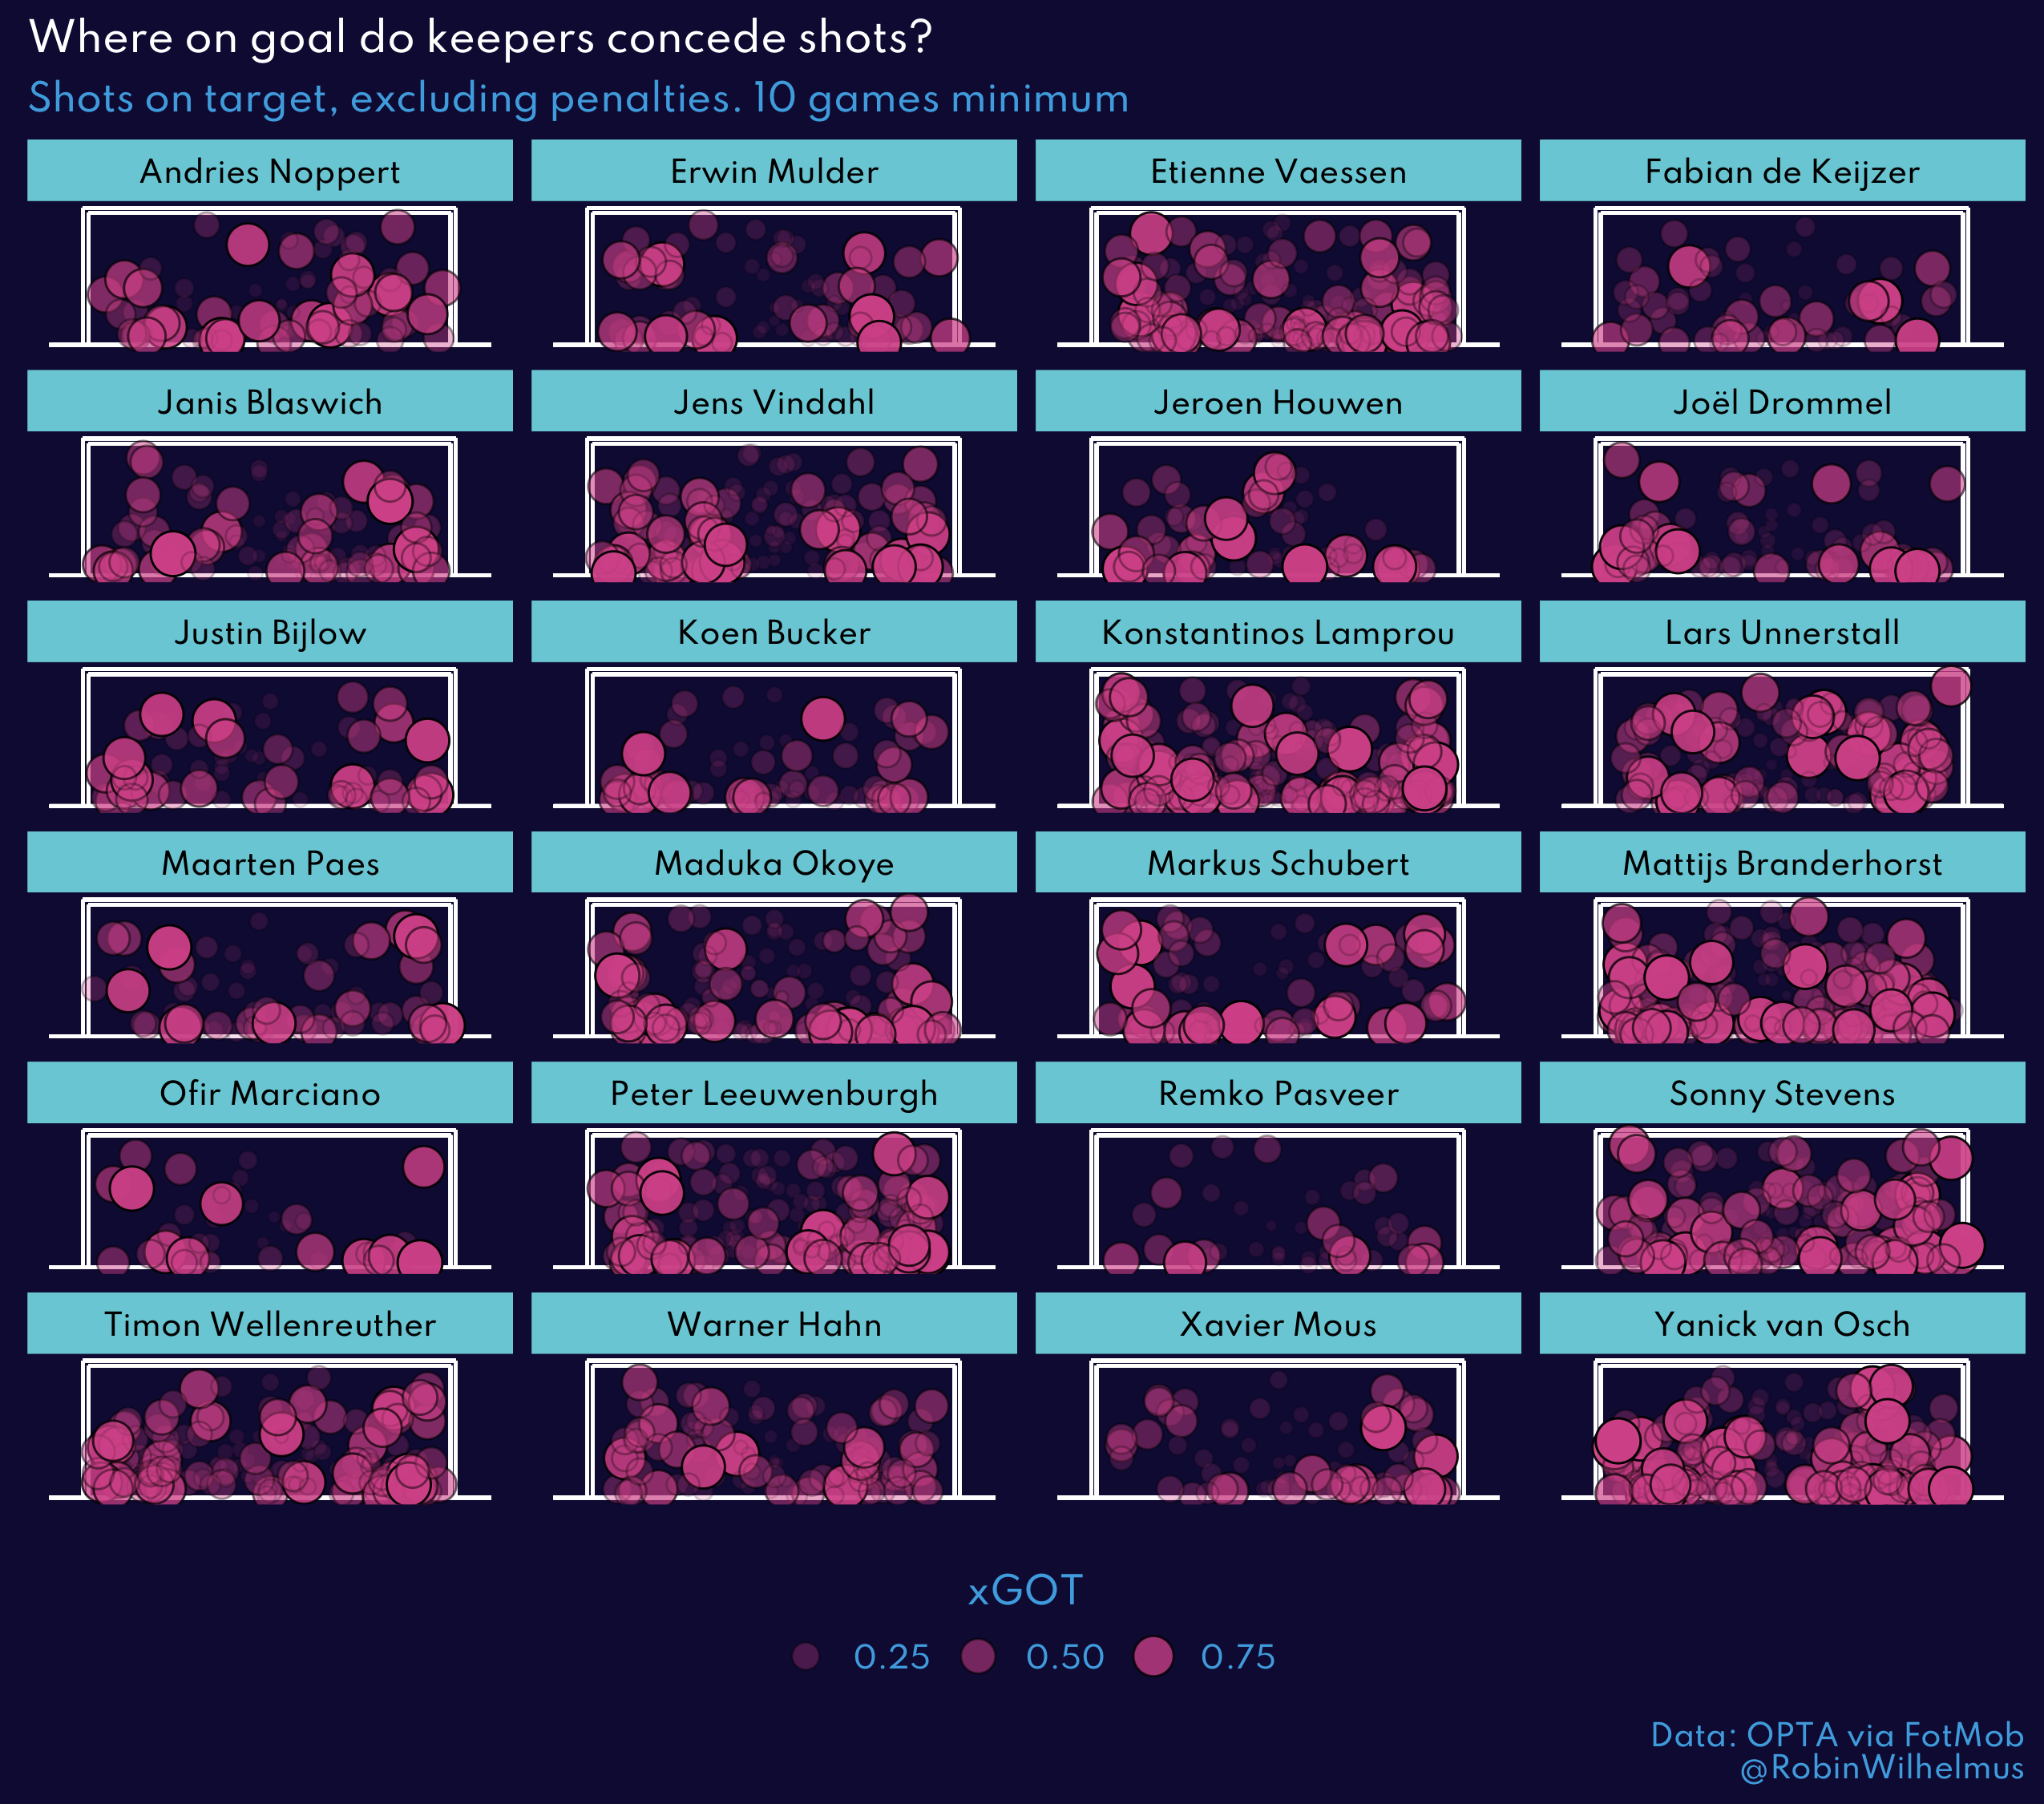 Where on goal do keepers concede shots?
Shots on target, excluding penalties. 10 games minimum
Andries Noppert
Erwin Mulder
Etienne Vaessen
Fabian de Keijzer
Janis Blaswich
Jens Vindahl
Jeroen Houwen
Joël Drommel
Justin Bijlow
Koen Bucker
Konstantinos Lamprou
Lars Unnerstall
Maarten Paes
Maduka Okoye
Markus Schubert
Mattijs Branderhorst
Ofir Marciano
Peter Leeuwenburgh
Remko Pasveer
Sonny Stevens
Timon Wellenreuther
Warner Hahn
Xavier Mous
Yanick van Osch
xGOT
0.25 0.50 0.75
Data: OPTA via FotMob
@RobinWilhelmus